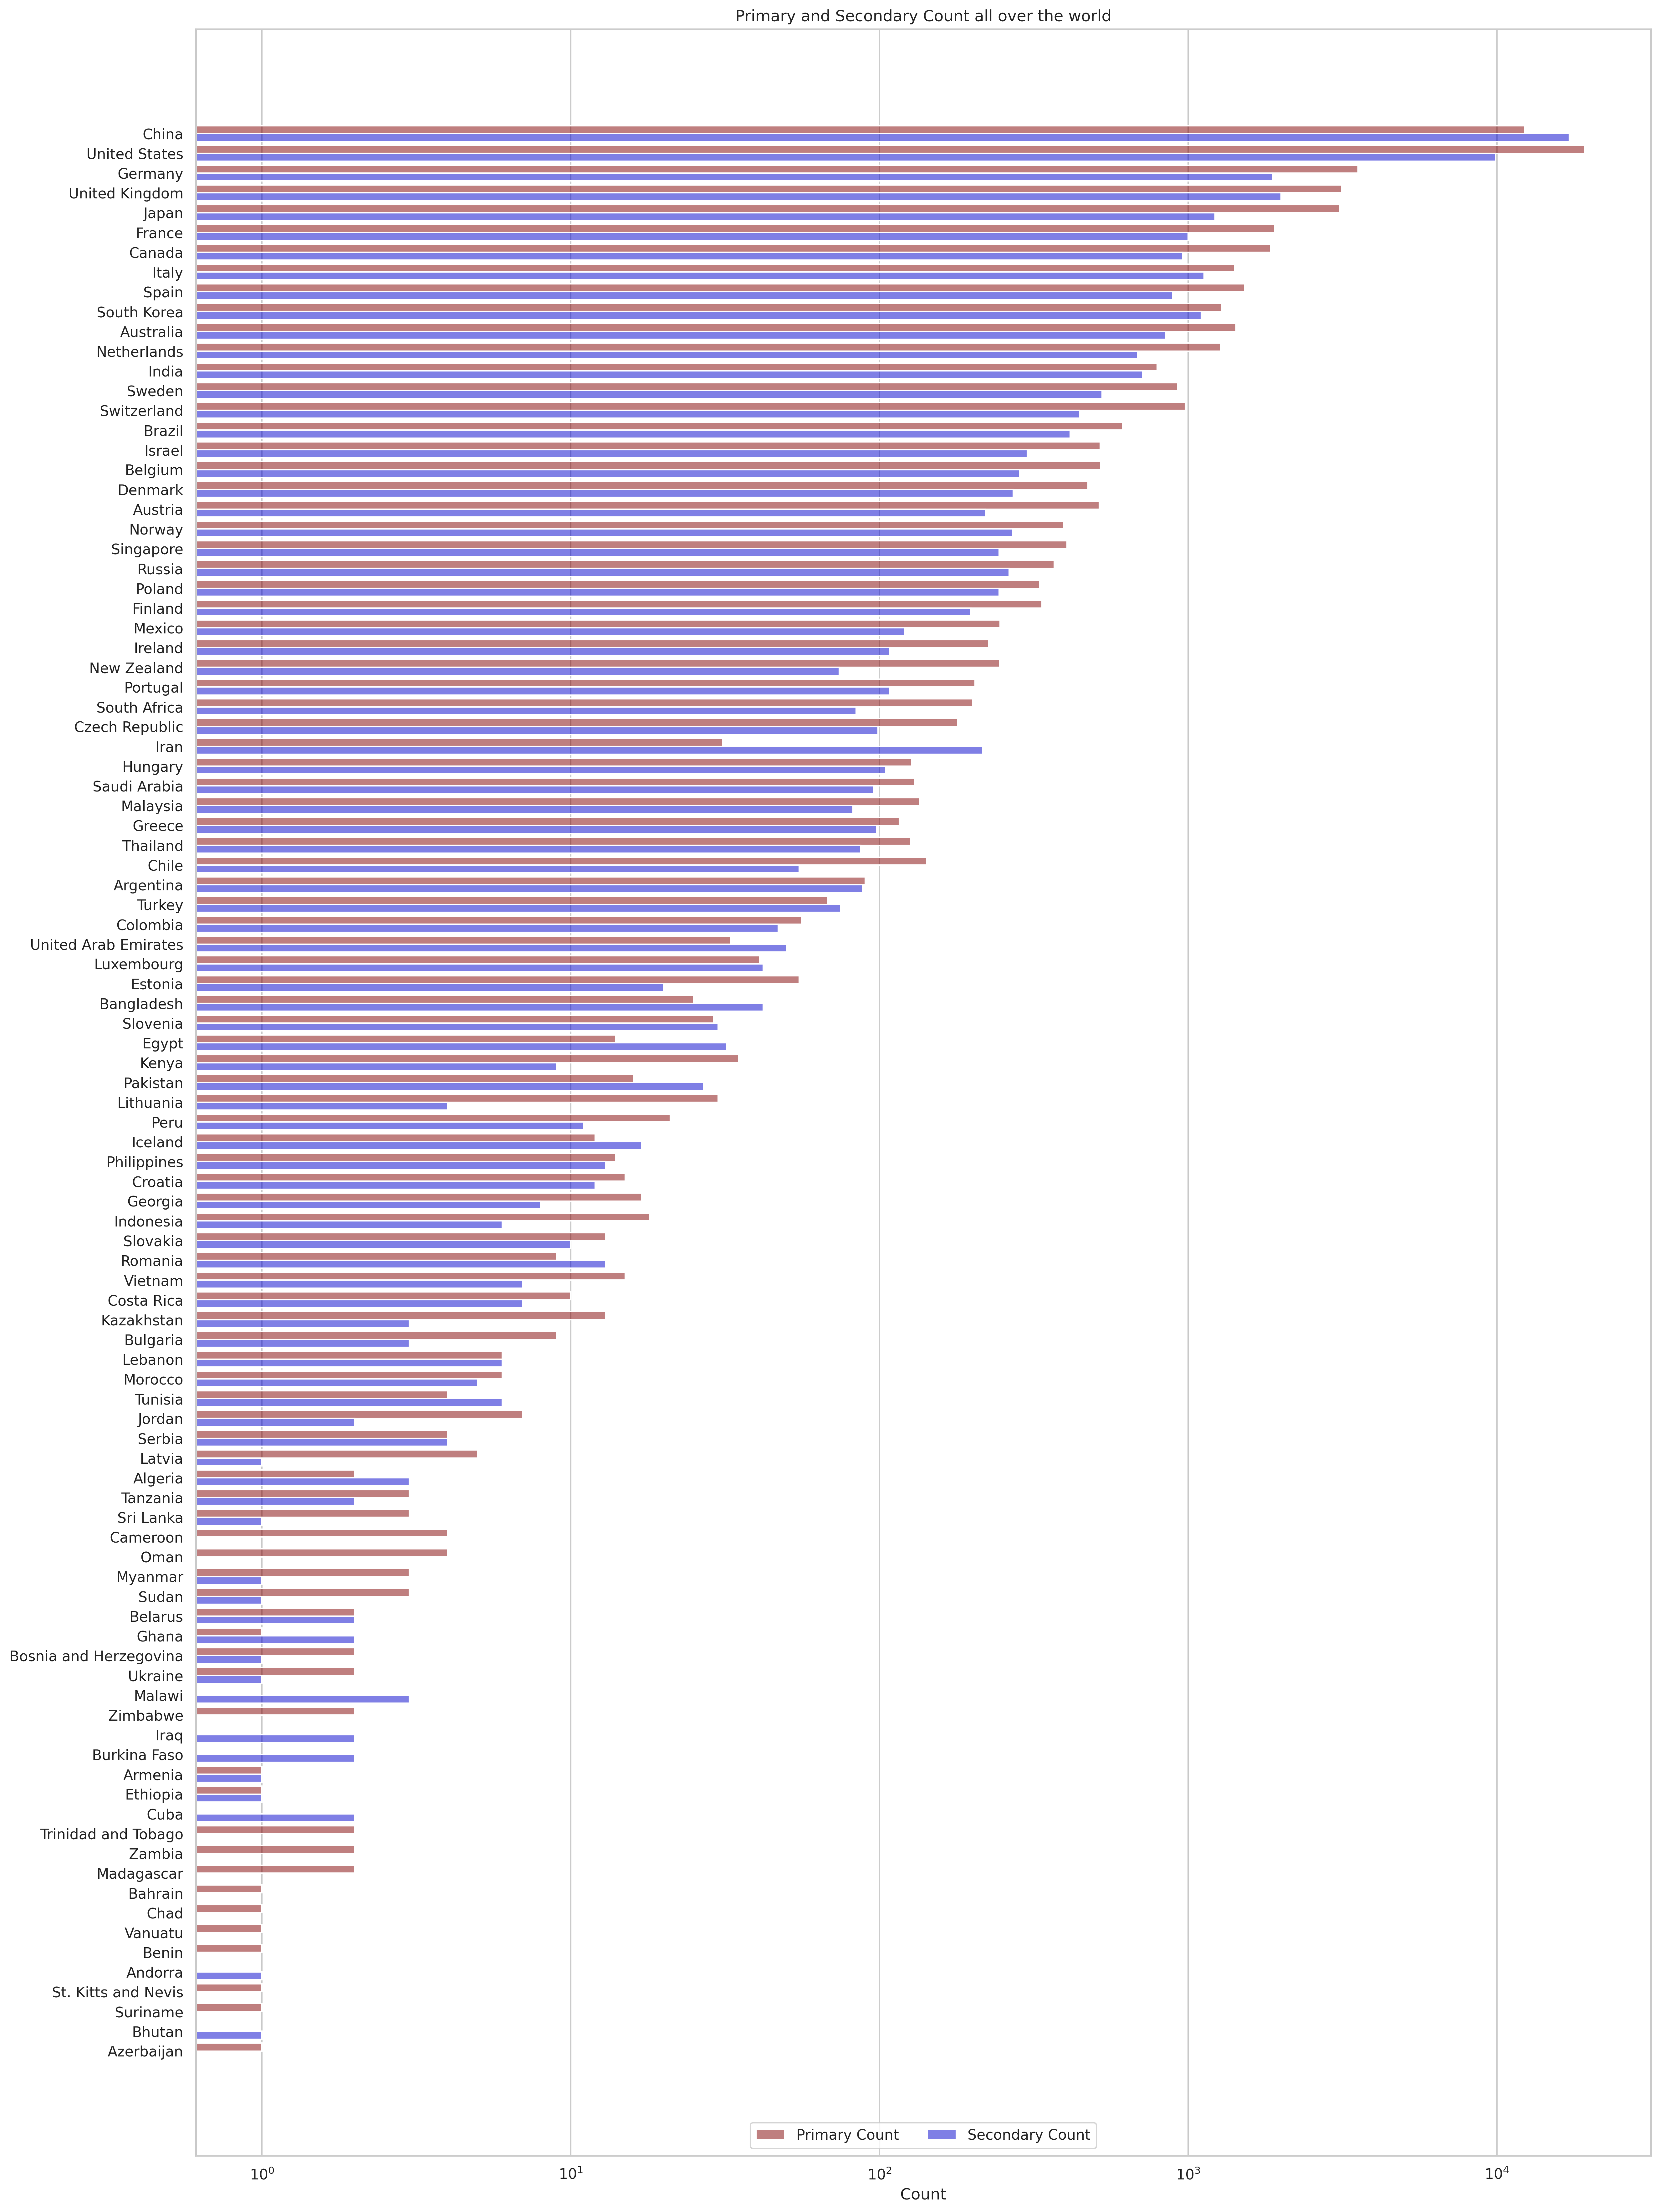 Primary and Secondary Count all over the world
China
United States
Germany
United Kingdom
Japan
France
Canada
Italy
Spain
South Korea
Australia
Netherlands
India
Sweden
Switzerland
Brazil
Israel
Belgium
Denmark
Austria
Norway
Singapore
Russia
Poland
Finland
Mexico
Ireland
New Zealand
Portugal
South Africa
Czech Republic
Iran
Hungary
Saudi Arabia
Malaysia
Greece
Thailand
Chile
Argentina
Turkey
Colombia
United Arab Emirates
Luxembourg
Estonia
Bangladesh
Slovenia
Egypt
Kenya
Pakistan
Lithuania
Peru
Iceland
Philippines
Croatia
Georgia
Indonesia
Slovakia
Romania
Vietnam
Costa Rica
Kazakhstan
Bulgaria
Lebanon
Morocco
Tunisia
Jordan
Serbia
Latvia
Algeria
Tanzania
Sri Lanka
Cameroon
Oman
Myanmar
Sudan
Belarus
Ghana
Bosnia and Herzegovina
Ukraine
Malawi
Zimbabwe
Iraq
Burkina Faso
Armenia
Ethiopia
Cuba
Trinidad and Tobago
Zambia
Madagascar
Bahrain
Chad
Vanuatu
Benin
Andorra
St. Kitts and Nevis
Suriname
Bhutan
Azerbaijan
Primary Count Secondary Count
10⁰ 10¹ 10² 10³ 10⁴
Count